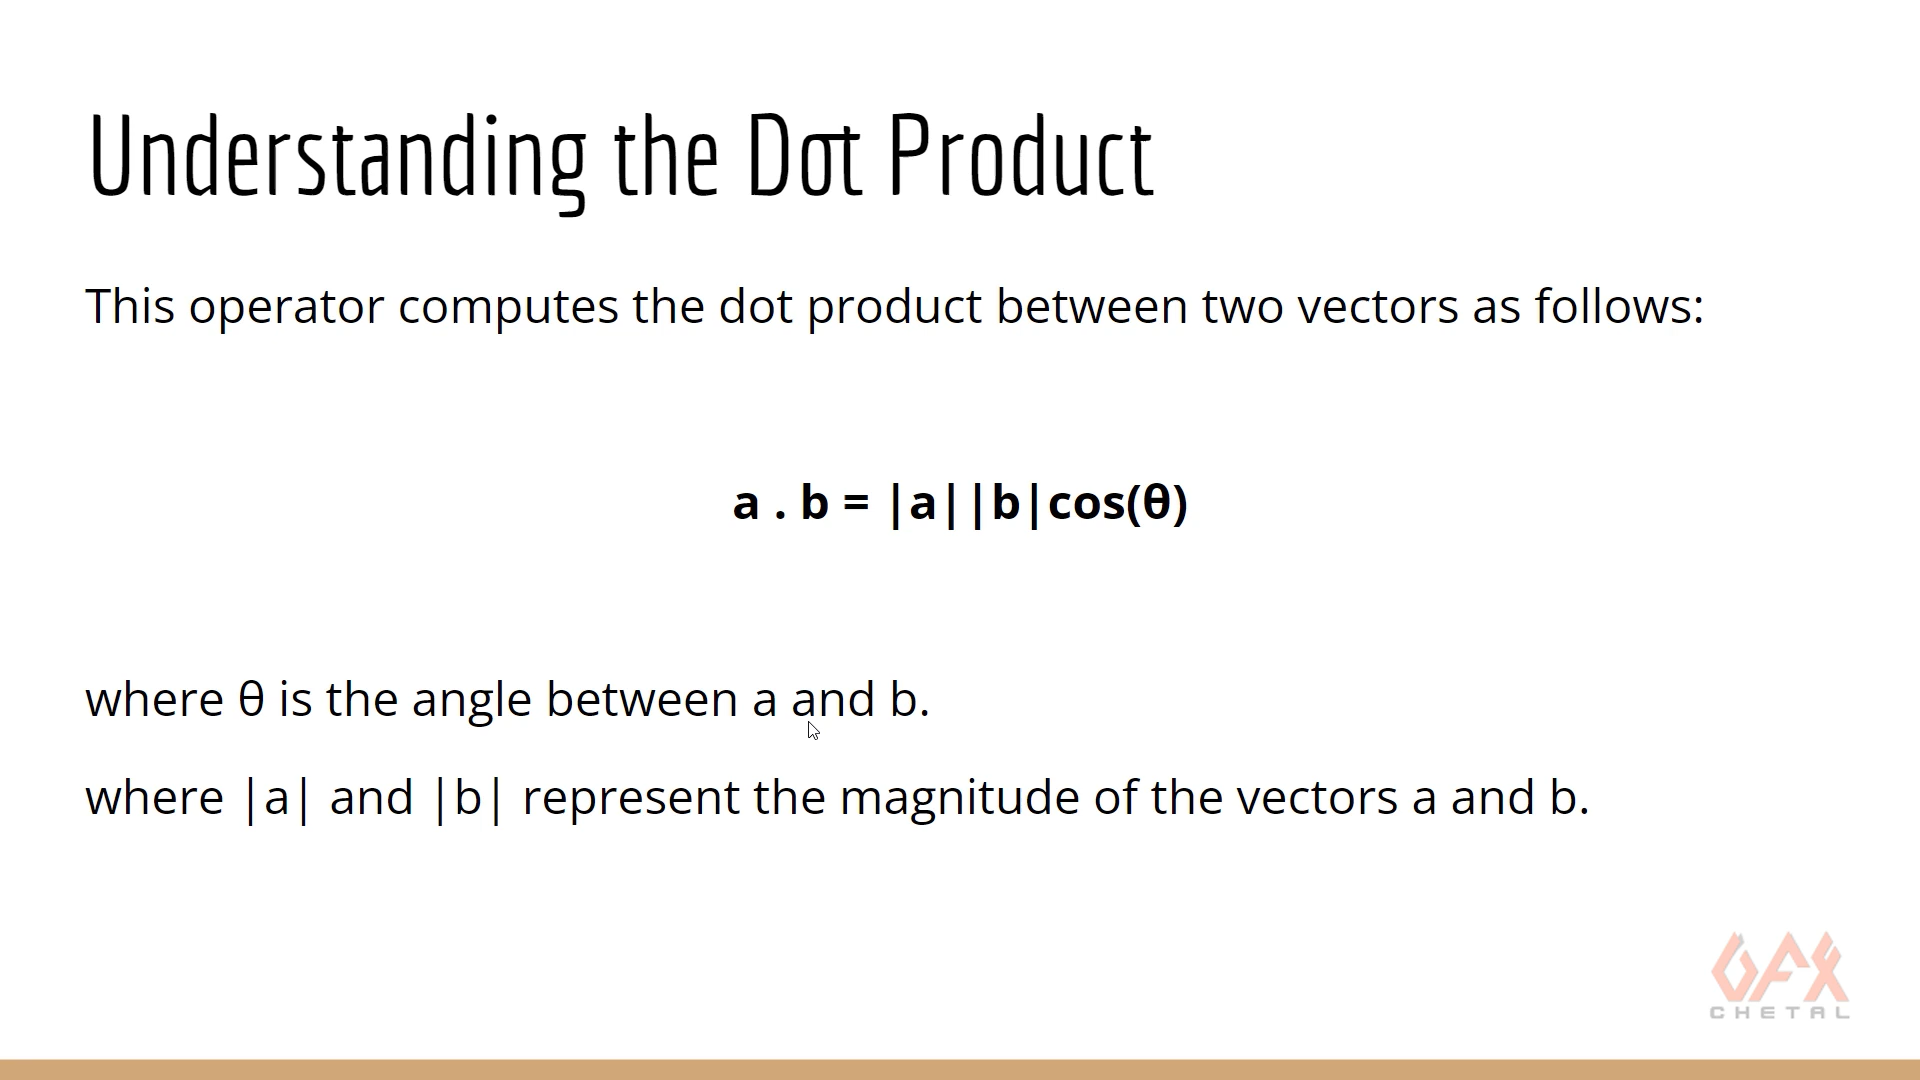 Understanding the Dot Product
This operator computes the dot product between two vectors as follows:
a . b = |a||b|cos(θ)
where θ is the angle between a and b.
where |a| and |b| represent the magnitude of the vectors a and b.
GFX
CHETAL